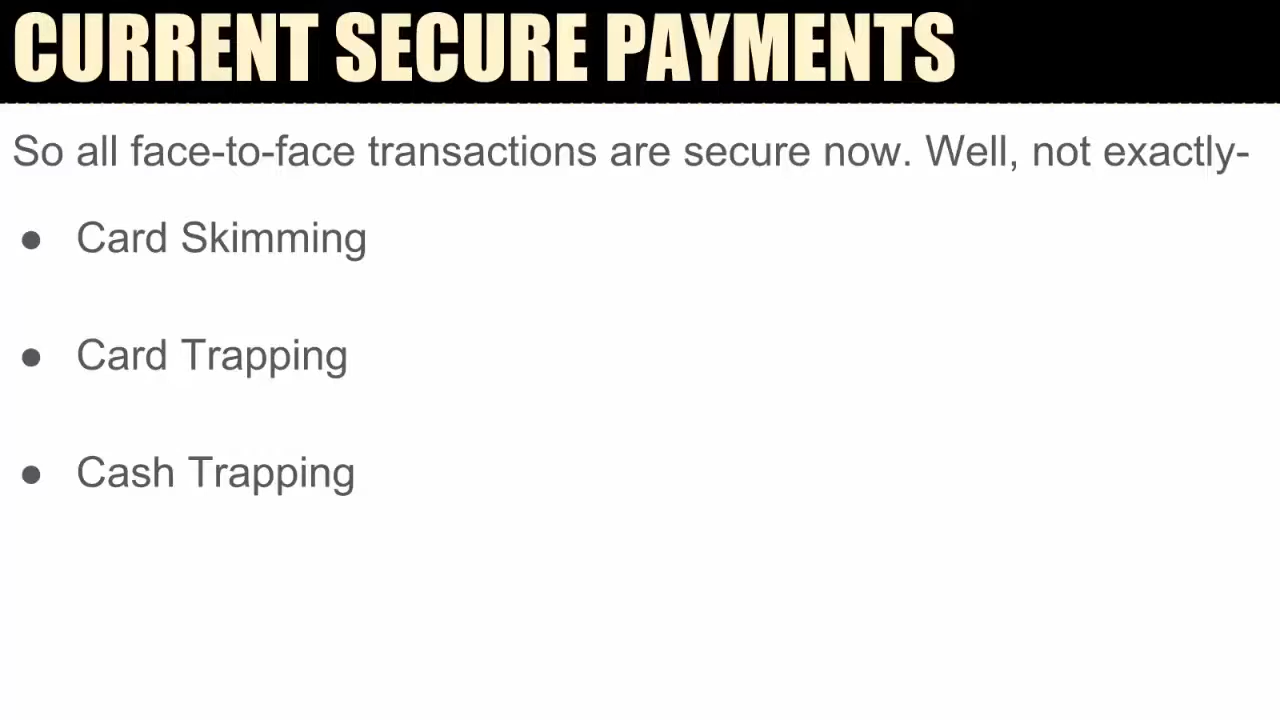 CURRENT SECURE PAYMENTS
So all face-to-face transactions are secure now. Well, not exactly-
● Card Skimming
● Card Trapping
● Cash Trapping